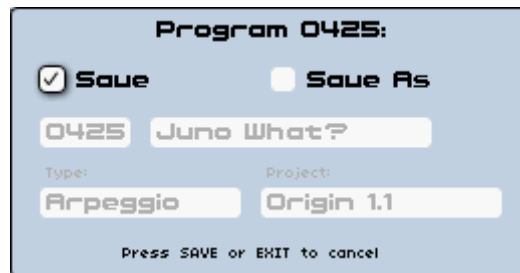 Program 0425:
Save Save As
0425 Juno What?
Type: Project:
Arpeggio Origin 1.1
Press SAVE or EXIT to cancel